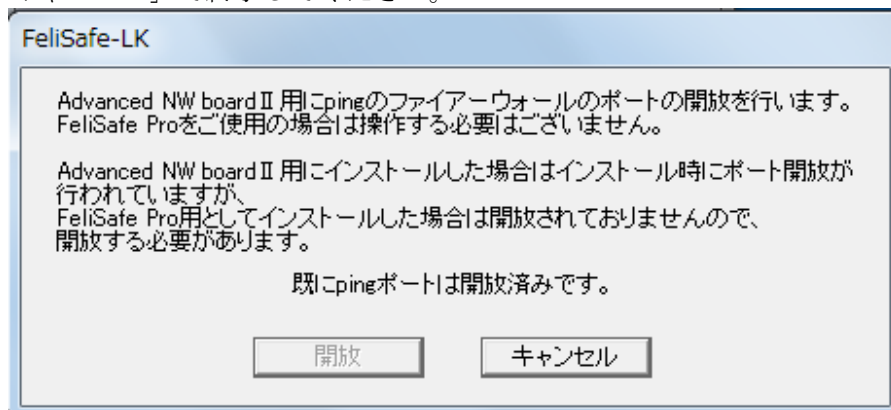 FeliSafe-LK
Advanced NW boardⅡ 用にpingのファイアーウォールのポートの開放を行います。
FeliSafe Proをご使用の場合は操作する必要はございません。
Advanced NW boardⅡ 用にインストールした場合はインストール時にポート開放が
行われていますが、
FeliSafe Pro用としてインストールした場合は開放されておりませんので、
開放する必要があります。
既にpingポートは開放済みです。
開放
キャンセル